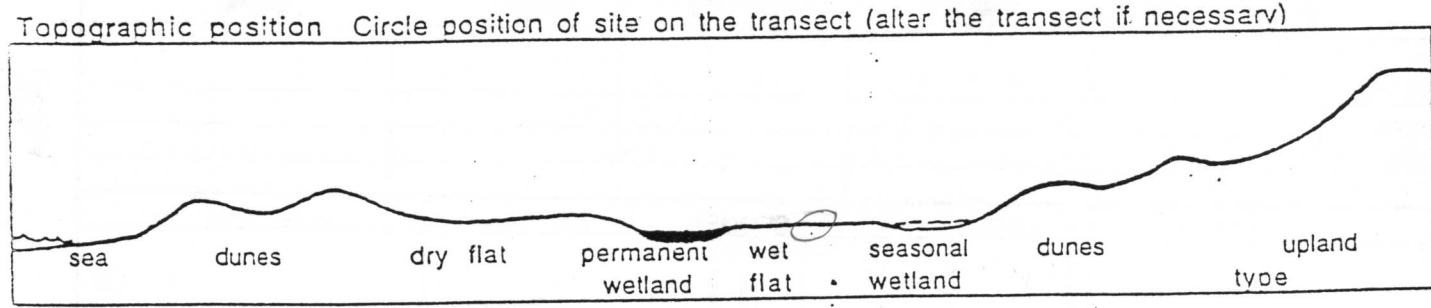 Topographic position Circle position of site on the transect (alter the transect if necessary)
sea dunes dry flat permanent wet seasonal dunes upland
wetland flat wetland type